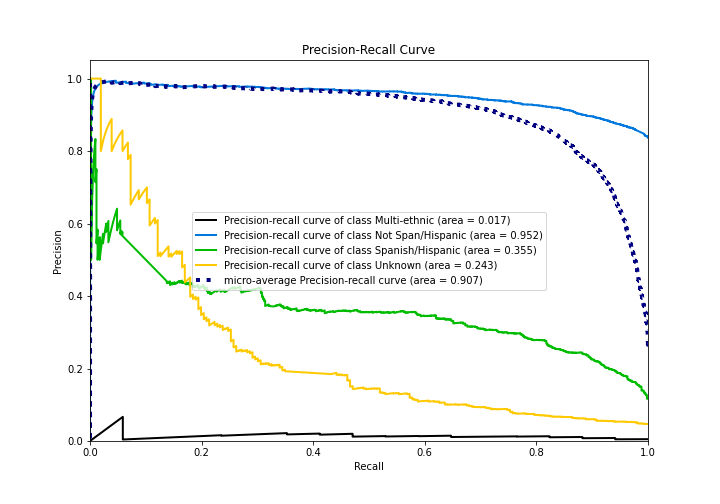 Precision-Recall Curve
Precision
1.0
0.8
0.6
0.4
0.2
0.0
Precision-recall curve of class Multi-ethnic (area = 0.017)
Precision-recall curve of class Not Span/Hispanic (area = 0.952)
Precision-recall curve of class Spanish/Hispanic (area = 0.355)
Precision-recall curve of class Unknown (area = 0.243)
micro-average Precision-recall curve (area = 0.907)
0.0 0.2 0.4 0.6 0.8 1.0
Recall